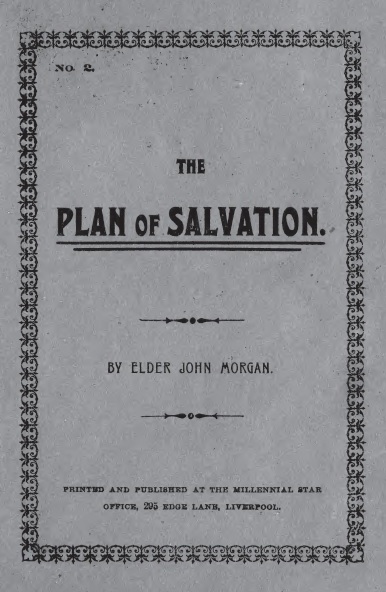 No. 2.
THE
PLAN OF SALVATION.
BY ELDER JOHN MORGAN.
PRINTED AND PUBLISHED AT THE MILLENNIAL STAR
OFFICE, 295 EDGE LANE, LIVERPOOL.